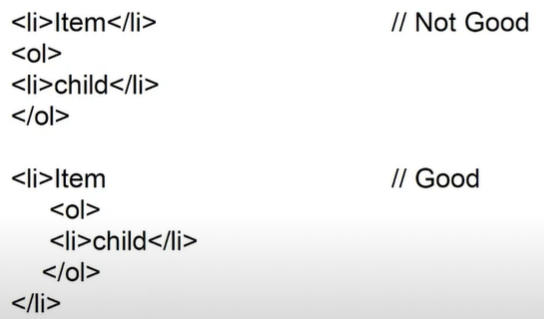 <li>Item</li> // Not Good
<ol>
<li>child</li>
</ol>
<li>Item // Good
<ol>
<li>child</li>
</ol>
</li>